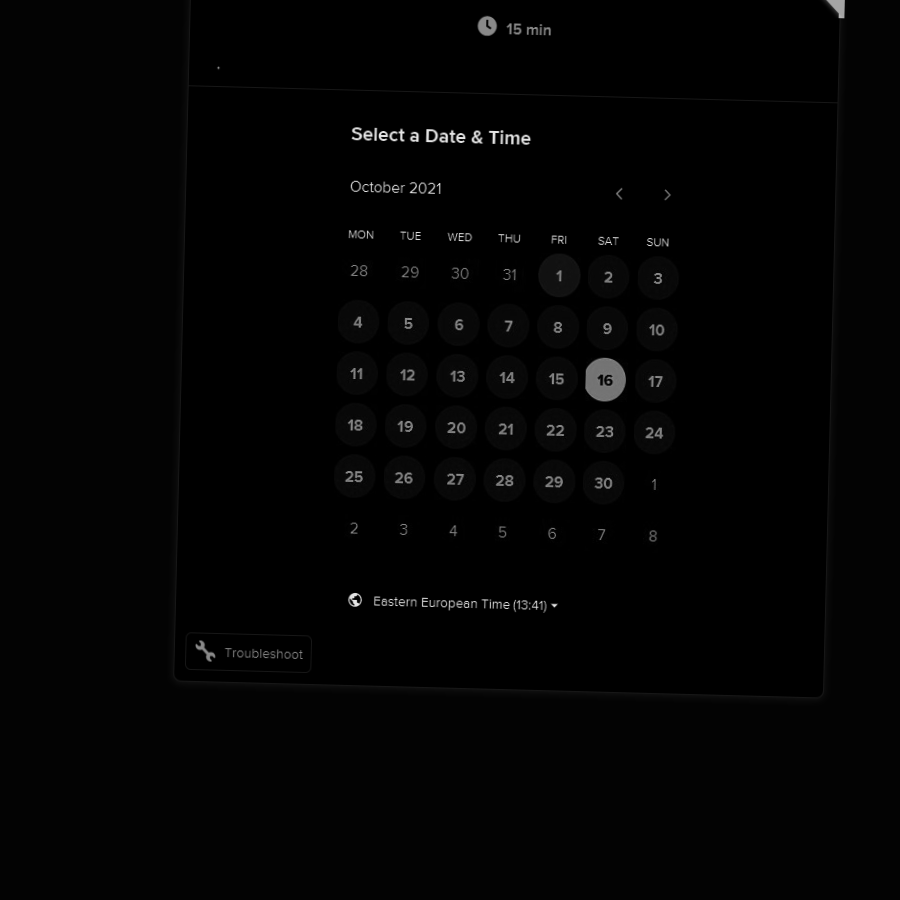 15 min
Select a Date & Time
October 2021
MON TUE WED THU FRI SAT SUN
28 29 30 31 1 2 3
4 5 6 7 8 9 10
11 12 13 14 15 16 17
18 19 20 21 22 23 24
25 26 27 28 29 30 1
2 3 4 5 6 7 8
Eastern European Time (13:41)
Troubleshoot